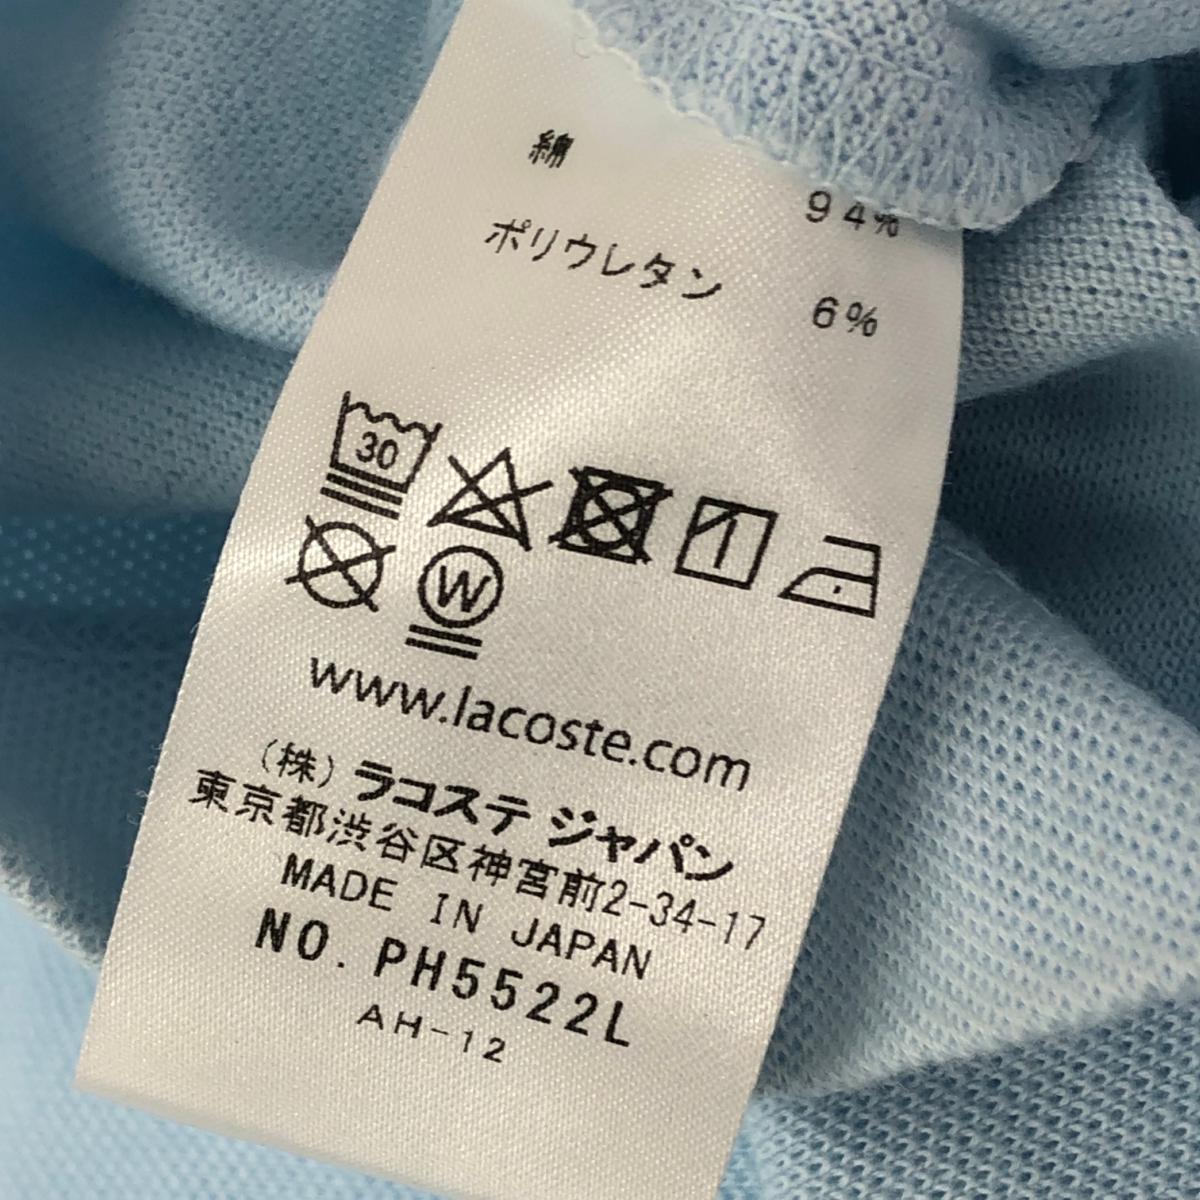 綿 94%
ポリウレタン 6%
30
W
www.lacoste.com
(株) ラコステ ジャパン
東京都渋谷区神宮前2-34-17
MADE IN JAPAN
NO. PH5522L
AH-12